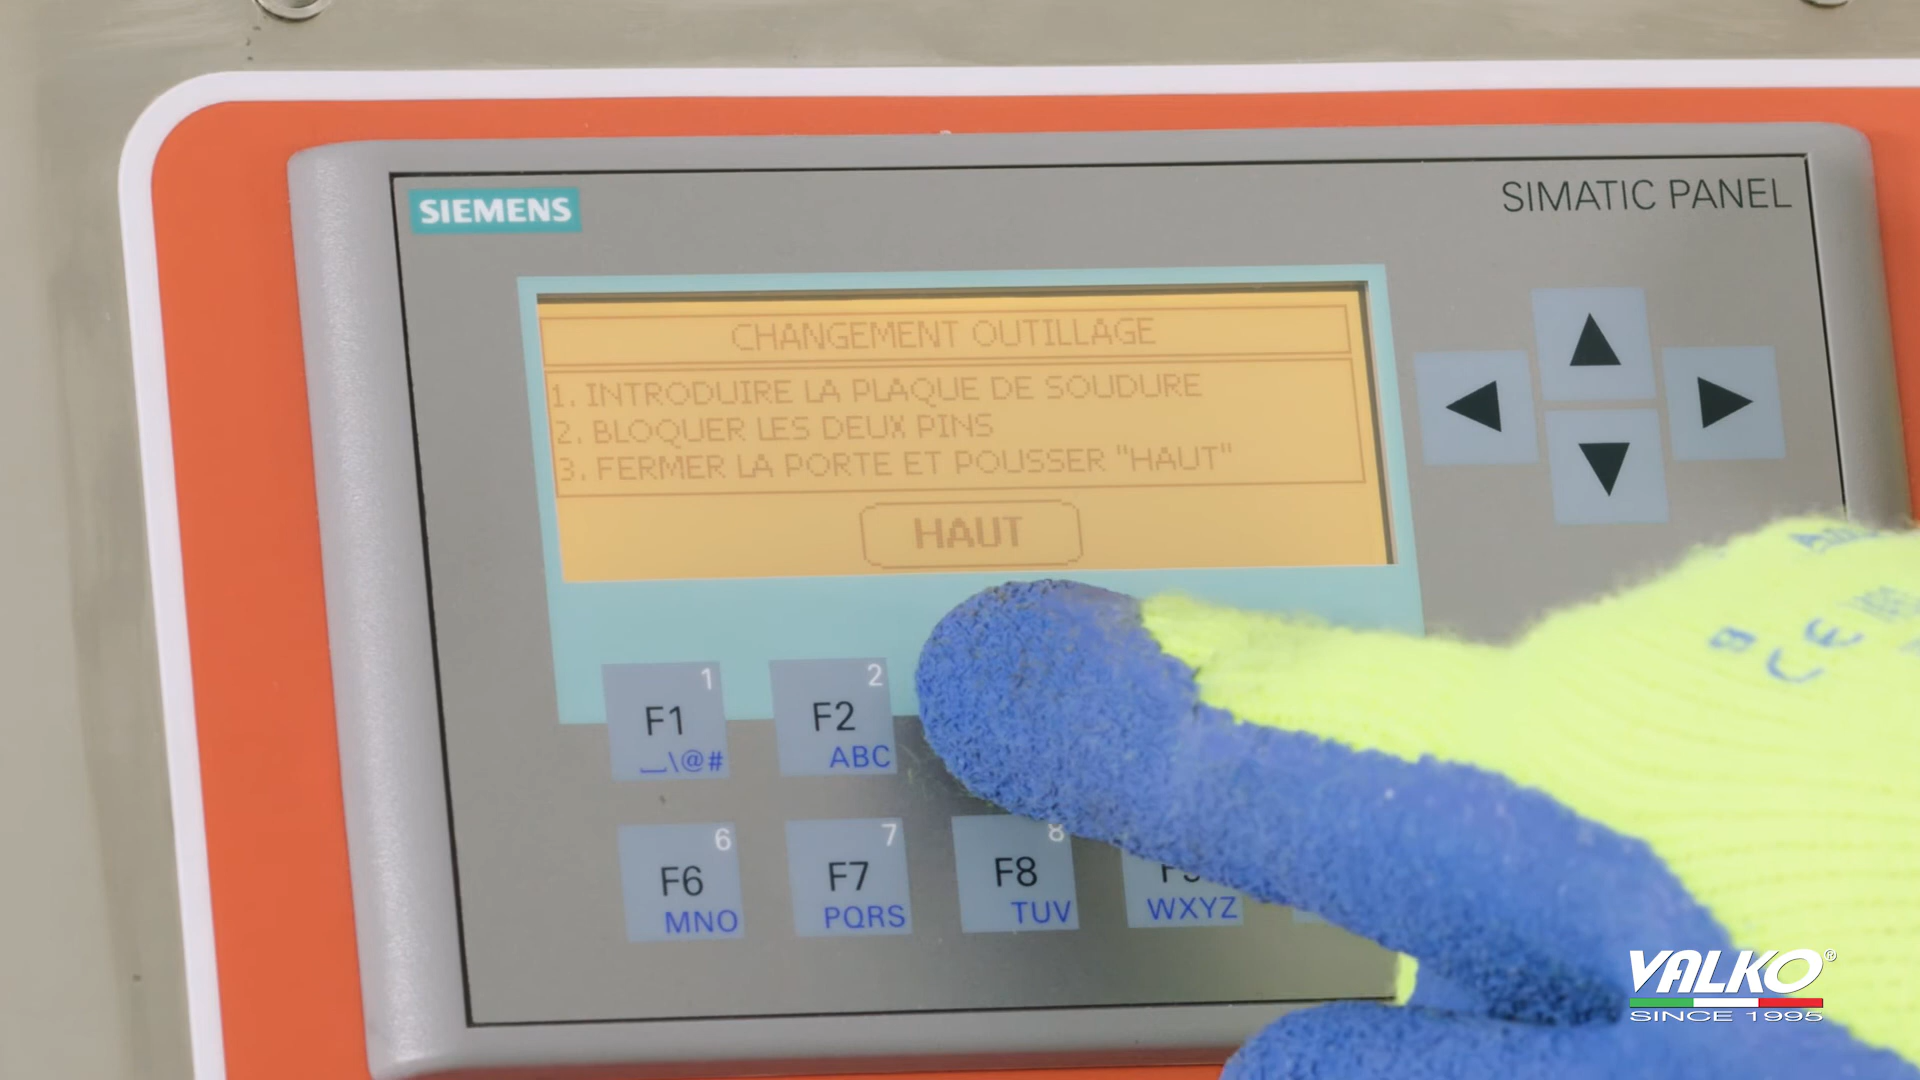 SIEMENS
SIMATIC PANEL
CHANGEMENT OUTILLAGE
1. INTRODUIRE LA PLAQUE DE SOUDURE
2. BLOQUER LES DEUX PINS
3. FERMER LA PORTE ET POUSSER "HAUT"
HAUT
1
F1
_\@#
2
F2
ABC
6
F6
MNO
7
F7
PQRS
8
F8
TUV
WXYZ
CE
VALKO®
SINCE 1995